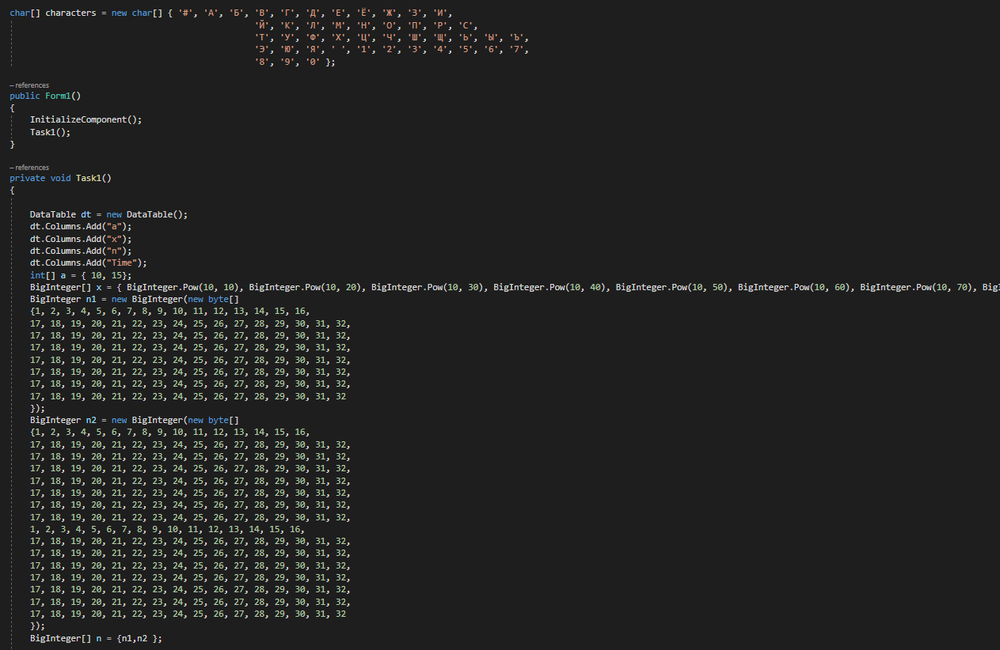 char[] characters = new char[] { '#', 'А', 'Б', 'В', 'Г', 'Д', 'Е', 'Ё', 'Ж', 'З', 'И',
'Й', 'К', 'Л', 'М', 'Н', 'О', 'П', 'Р', 'С',
'Т', 'У', 'Ф', 'Х', 'Ц', 'Ч', 'Ш', 'Щ', 'Ь', 'Ы', 'Ъ',
'Э', 'Ю', 'Я', ' ', '1', '2', '3', '4', '5', '6', '7',
'8', '9', '0' };
– references
public Form1()
{
InitializeComponent();
Task1();
}
– references
private void Task1()
{
DataTable dt = new DataTable();
dt.Columns.Add("a");
dt.Columns.Add("x");
dt.Columns.Add("n");
dt.Columns.Add("Time");
int[] a = { 10, 15};
BigInteger[] x = { BigInteger.Pow(10, 10), BigInteger.Pow(10, 20), BigInteger.Pow(10, 30), BigInteger.Pow(10, 40), BigInteger.Pow(10, 50), BigInteger.Pow(10, 60), BigInteger.Pow(10, 70), BigI
BigInteger n1 = new BigInteger(new byte[]
{1, 2, 3, 4, 5, 6, 7, 8, 9, 10, 11, 12, 13, 14, 15, 16,
17, 18, 19, 20, 21, 22, 23, 24, 25, 26, 27, 28, 29, 30, 31, 32,
17, 18, 19, 20, 21, 22, 23, 24, 25, 26, 27, 28, 29, 30, 31, 32,
17, 18, 19, 20, 21, 22, 23, 24, 25, 26, 27, 28, 29, 30, 31, 32,
17, 18, 19, 20, 21, 22, 23, 24, 25, 26, 27, 28, 29, 30, 31, 32,
17, 18, 19, 20, 21, 22, 23, 24, 25, 26, 27, 28, 29, 30, 31, 32,
17, 18, 19, 20, 21, 22, 23, 24, 25, 26, 27, 28, 29, 30, 31, 32,
17, 18, 19, 20, 21, 22, 23, 24, 25, 26, 27, 28, 29, 30, 31, 32
});
BigInteger n2 = new BigInteger(new byte[]
{1, 2, 3, 4, 5, 6, 7, 8, 9, 10, 11, 12, 13, 14, 15, 16,
17, 18, 19, 20, 21, 22, 23, 24, 25, 26, 27, 28, 29, 30, 31, 32,
17, 18, 19, 20, 21, 22, 23, 24, 25, 26, 27, 28, 29, 30, 31, 32,
17, 18, 19, 20, 21, 22, 23, 24, 25, 26, 27, 28, 29, 30, 31, 32,
17, 18, 19, 20, 21, 22, 23, 24, 25, 26, 27, 28, 29, 30, 31, 32,
17, 18, 19, 20, 21, 22, 23, 24, 25, 26, 27, 28, 29, 30, 31, 32,
17, 18, 19, 20, 21, 22, 23, 24, 25, 26, 27, 28, 29, 30, 31, 32,
17, 18, 19, 20, 21, 22, 23, 24, 25, 26, 27, 28, 29, 30, 31, 32,
1, 2, 3, 4, 5, 6, 7, 8, 9, 10, 11, 12, 13, 14, 15, 16,
17, 18, 19, 20, 21, 22, 23, 24, 25, 26, 27, 28, 29, 30, 31, 32,
17, 18, 19, 20, 21, 22, 23, 24, 25, 26, 27, 28, 29, 30, 31, 32,
17, 18, 19, 20, 21, 22, 23, 24, 25, 26, 27, 28, 29, 30, 31, 32,
17, 18, 19, 20, 21, 22, 23, 24, 25, 26, 27, 28, 29, 30, 31, 32,
17, 18, 19, 20, 21, 22, 23, 24, 25, 26, 27, 28, 29, 30, 31, 32,
17, 18, 19, 20, 21, 22, 23, 24, 25, 26, 27, 28, 29, 30, 31, 32,
17, 18, 19, 20, 21, 22, 23, 24, 25, 26, 27, 28, 29, 30, 31, 32
});
BigInteger[] n = {n1,n2 };